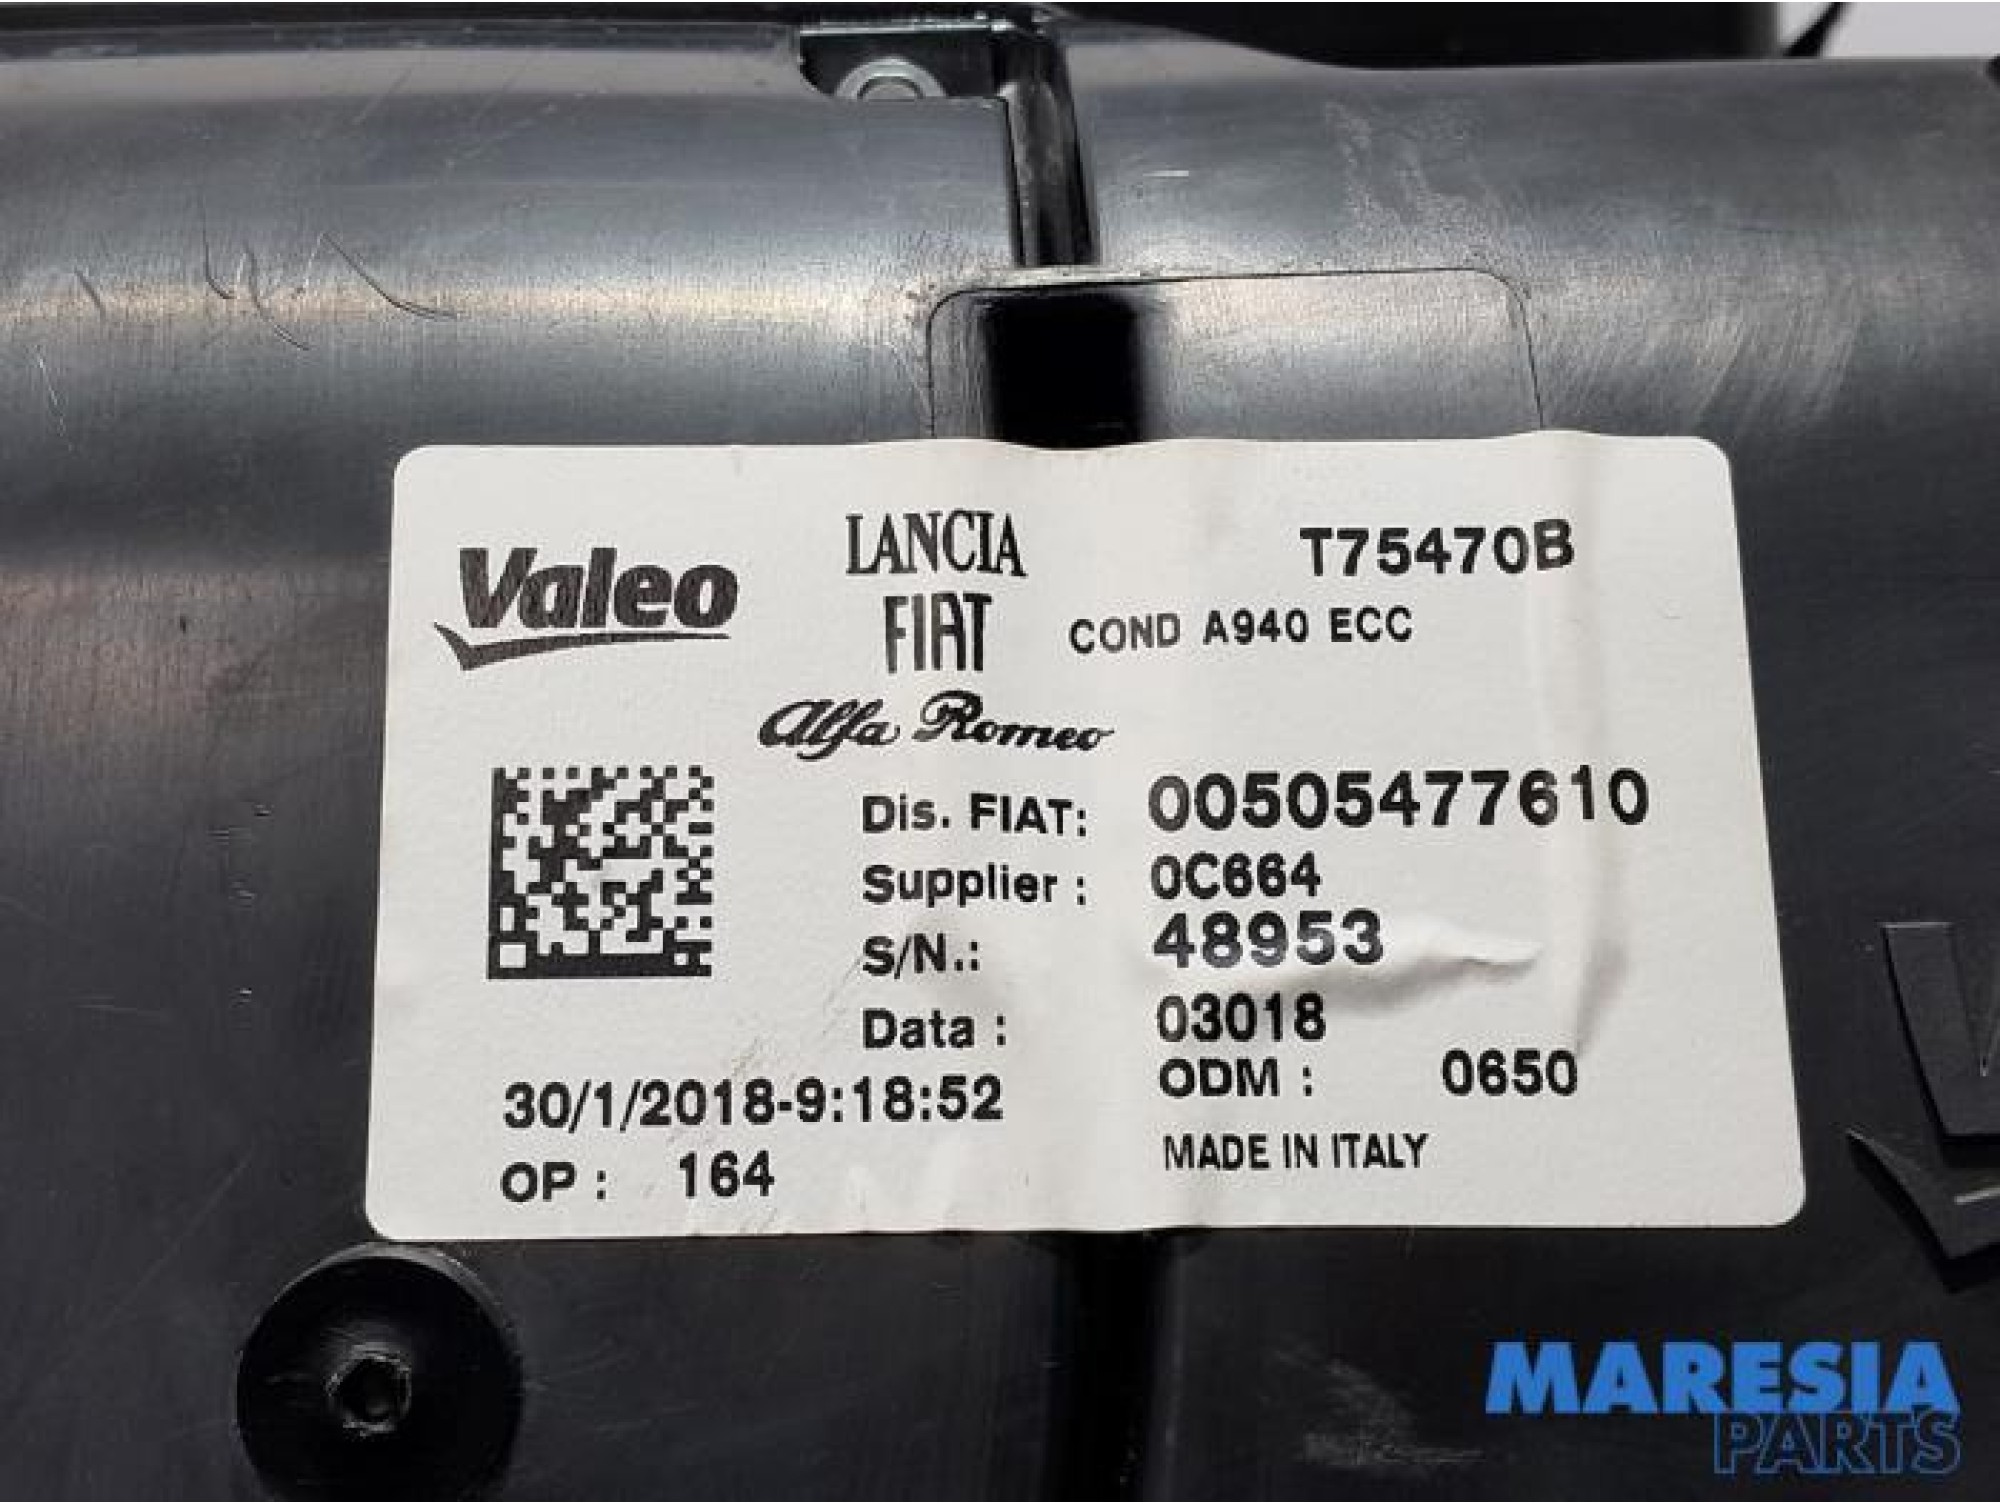 Valeo
LANCIA
FIAT
Alfa Romeo
T75470B
COND A940 ECC
Dis. FIAT: 00505477610
Supplier : 0C664
S/N.: 48953
Data : 03018
ODM : 0650
30/1/2018-9:18:52
OP : 164
MADE IN ITALY
MARESIA
PARTS